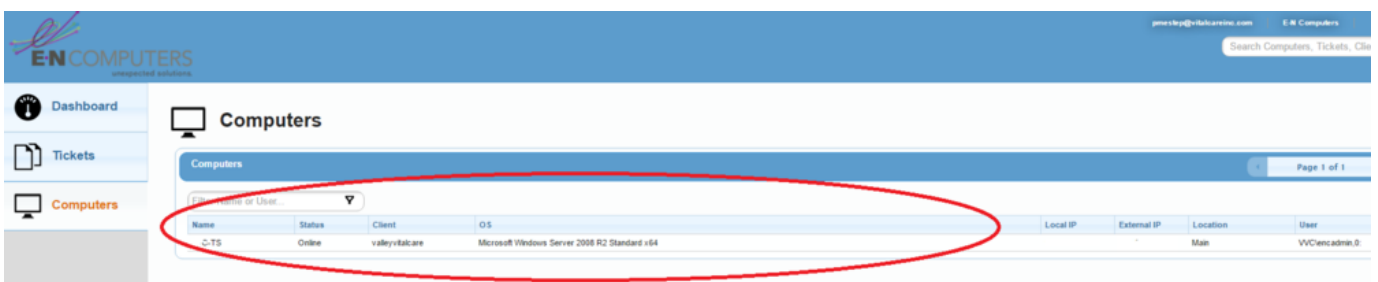 pmestep@vitalcareinc.com E-N Computers
E·N COMPUTERS
unexpected solutions
Search Computers, Tickets, Clie
Dashboard
Computers
Tickets
Computers
Page 1 of 1
Computers
Filter Name or User...
Name Status Client OS Local IP External IP Location User
C-TS Online valleyvitalcare Microsoft Windows Server 2008 R2 Standard x64 Main VVC\encadmin,0: